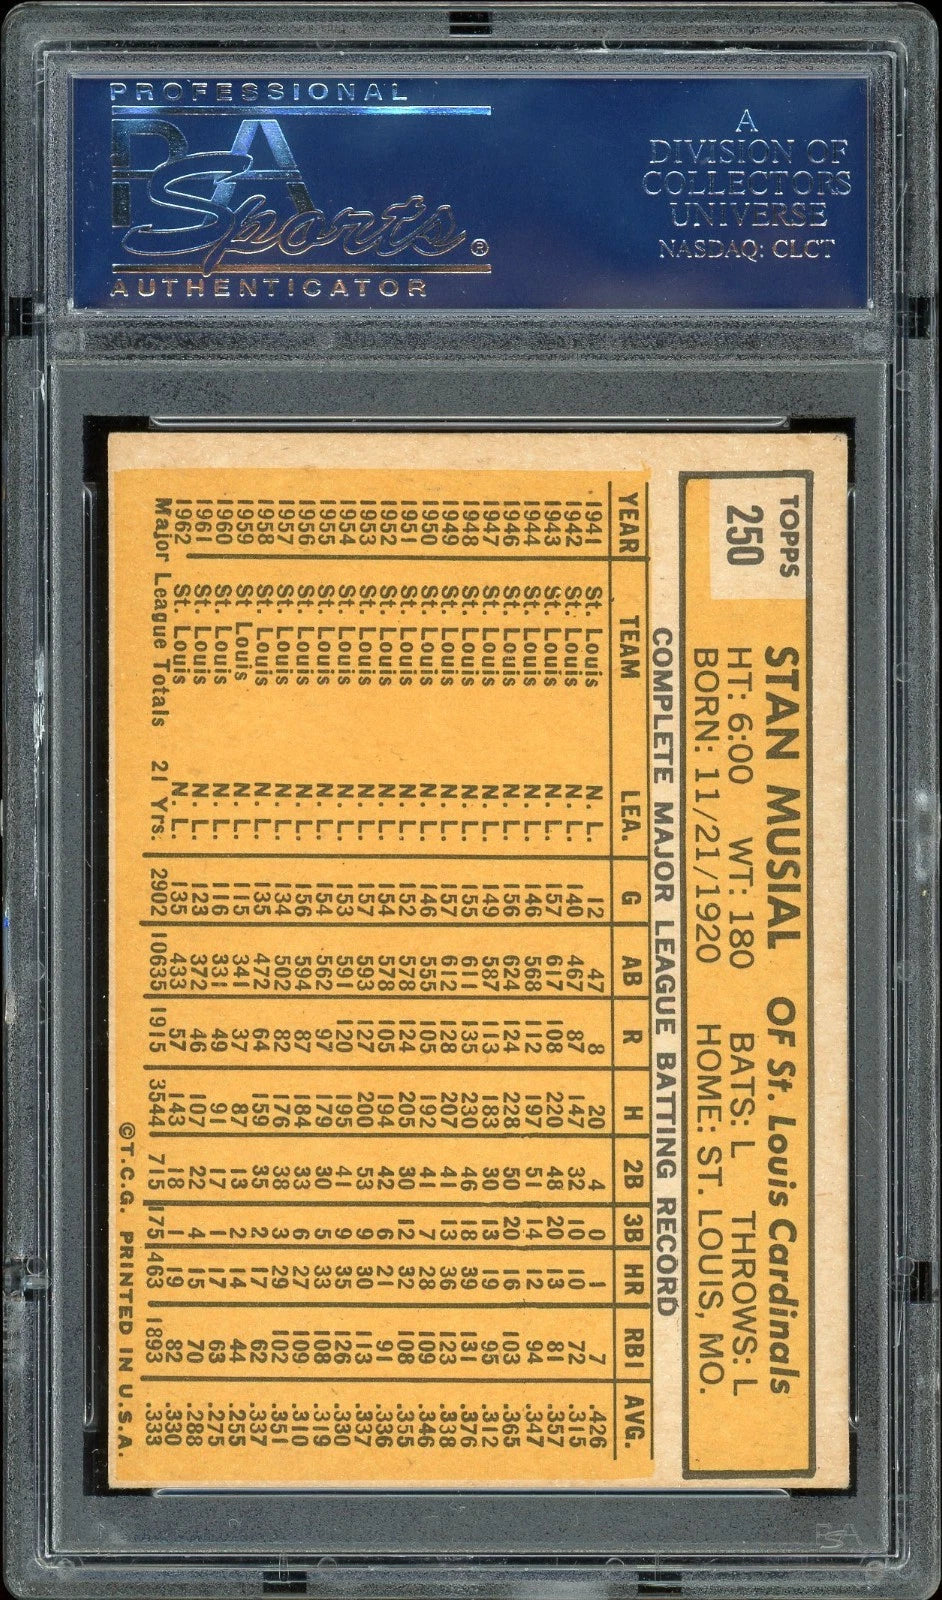 PROFESSIONAL
PSA
Sports®
AUTHENTICATOR
A
DIVISION OF
COLLECTORS
UNIVERSE
NASDAQ: CLCT
TOPPS
250
STAN MUSIAL OF St. Louis Cardinals
HT: 6:00 WT: 180 BATS: L THROWS: L
BORN: 11/21/1920 HOME: ST. LOUIS, MO.
COMPLETE MAJOR LEAGUE BATTING RECORD
YEAR TEAM LEA. G AB R H 2B 3B HR RBI AVG.
1941 St. Louis N. L. 12 47 8 20 4 0 1 7 .426
1942 St. Louis N. L. 140 467 87 147 32 10 10 72 .315
1943 St. Louis N. L. 157 617 108 220 48 20 13 81 .357
1944 St. Louis N. L. 146 568 112 197 51 14 12 94 .347
1946 St. Louis N. L. 156 624 124 228 50 20 16 103 .365
1947 St. Louis N. L. 149 587 113 183 30 13 19 95 .312
1948 St. Louis N. L. 155 611 135 230 46 18 39 131 .376
1949 St. Louis N. L. 157 612 128 207 41 13 36 123 .338
1950 St. Louis N. L. 146 555 105 192 41 7 28 109 .346
1951 St. Louis N. L. 152 578 124 205 30 12 32 108 .355
1952 St. Louis N. L. 154 578 105 194 42 6 21 91 .336
1953 St. Louis N. L. 157 593 127 200 53 9 30 113 .337
1954 St. Louis N. L. 153 591 120 195 41 9 35 126 .330
1955 St. Louis N. L. 154 562 97 179 30 5 33 108 .319
1956 St. Louis N. L. 156 594 87 184 33 6 27 109 .310
1957 St. Louis N. L. 134 502 82 176 38 3 29 102 .351
1958 St. Louis N. L. 135 472 64 159 35 2 17 62 .337
1959 St. Louis N. L. 115 341 37 87 13 2 14 44 .255
1960 St. Louis N. L. 116 331 49 91 17 1 17 63 .275
1961 St. Louis N. L. 123 372 46 107 22 4 15 70 .288
1962 St. Louis N. L. 135 433 57 143 18 1 19 82 .330
Major League Totals 21 Yrs. 2902 10635 1915 3544 715 175 463 1893 .333
©T.C.G. PRINTED IN U.S.A.
PSA